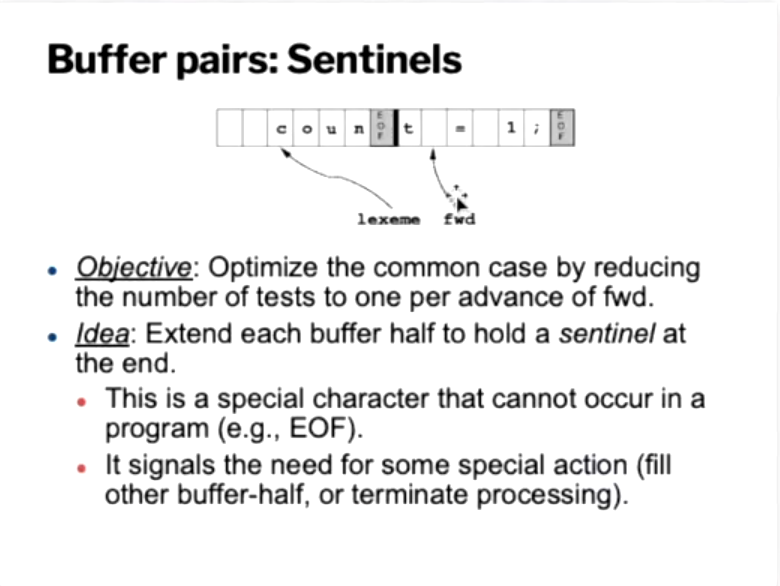 Buffer pairs: Sentinels
c o u n EOF t = 1 ; EOF
lexeme fwd
• Objective: Optimize the common case by reducing
the number of tests to one per advance of fwd.
• Idea: Extend each buffer half to hold a sentinel at
the end.
• This is a special character that cannot occur in a
program (e.g., EOF).
• It signals the need for some special action (fill
other buffer-half, or terminate processing).